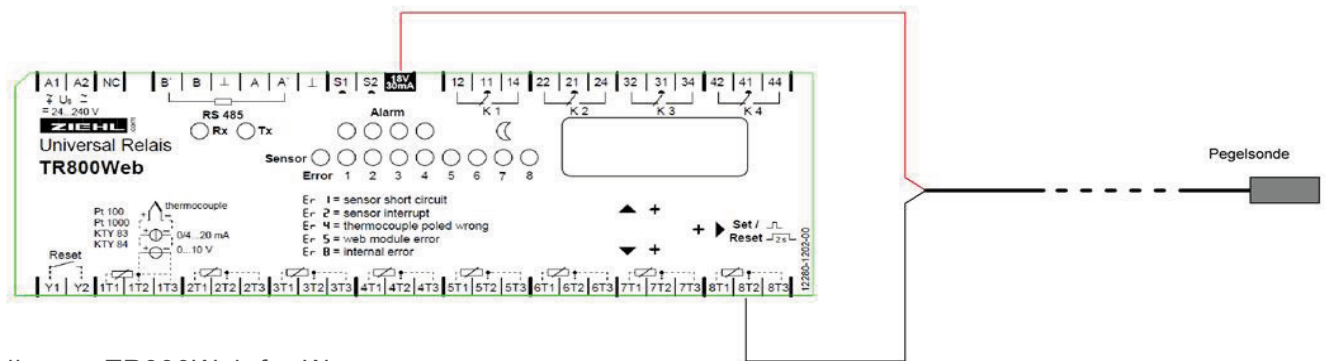 A1 A2 NC B' B ⊥ A A' ⊥ S1 S2 18V 30mA 12 11 14 22 21 24 32 31 34 42 41 44
Us
= 24...240 V
RS 485
Alarm
K 1 K 2 K 3 K 4
ZIEHL .com
Rx Tx
Universal Relais
TR800Web
Sensor
Error 1 2 3 4 5 6 7 8
Pegelsonde
thermocouple
Pt 100
Pt 1000
KTY 83
KTY 84
0/4...20 mA
0...10 V
Er 1 = sensor short circuit
Er 2 = sensor interrupt
Er 4 = thermocouple poled wrong
Er 5 = web module error
Er 8 = internal error
▲ +
▼ +
+ ▶ Set /
Reset 2s
12280-1202-00
Reset
Y1 Y2 1T1 1T2 1T3 2T1 2T2 2T3 3T1 3T2 3T3 4T1 4T2 4T3 5T1 5T2 5T3 6T1 6T2 6T3 7T1 7T2 7T3 8T1 8T2 8T3